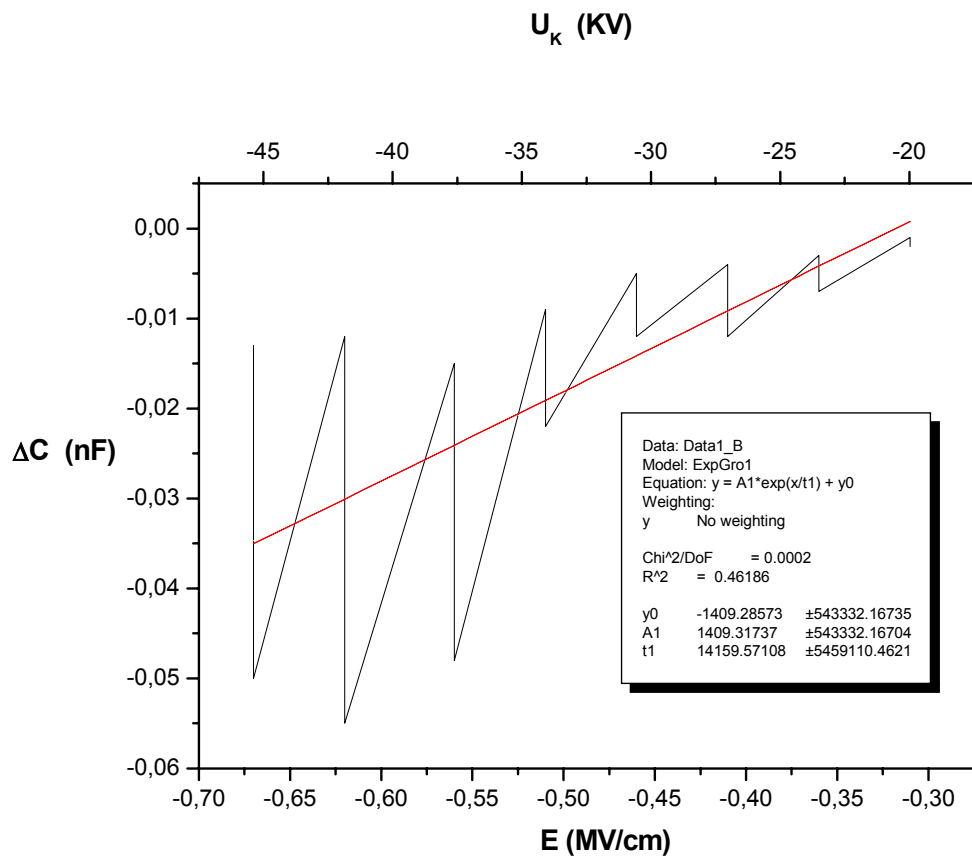 U_K (KV)
-45 -40 -35 -30 -25 -20
0,00
-0,01
-0,02
ΔC (nF)
-0,03
-0,04
-0,05
-0,06
Data: Data1_B
Model: ExpGro1
Equation: y = A1*exp(x/t1) + y0
Weighting:
y No weighting
Chi^2/DoF = 0.0002
R^2 = 0.46186
y0 -1409.28573 ±543332.16735
A1 1409.31737 ±543332.16704
t1 14159.57108 ±5459110.4621
-0,70 -0,65 -0,60 -0,55 -0,50 -0,45 -0,40 -0,35 -0,30
E (MV/cm)